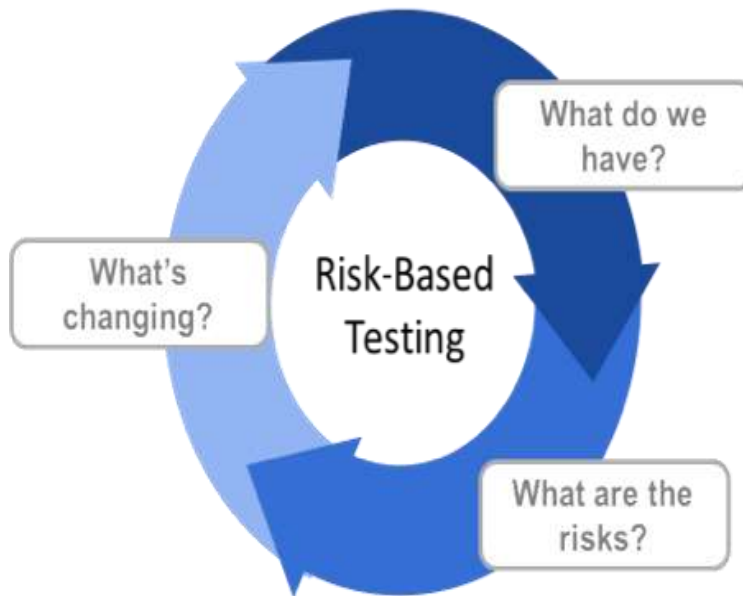 What do we
have?
What's
changing?
Risk-Based
Testing
What are the
risks?